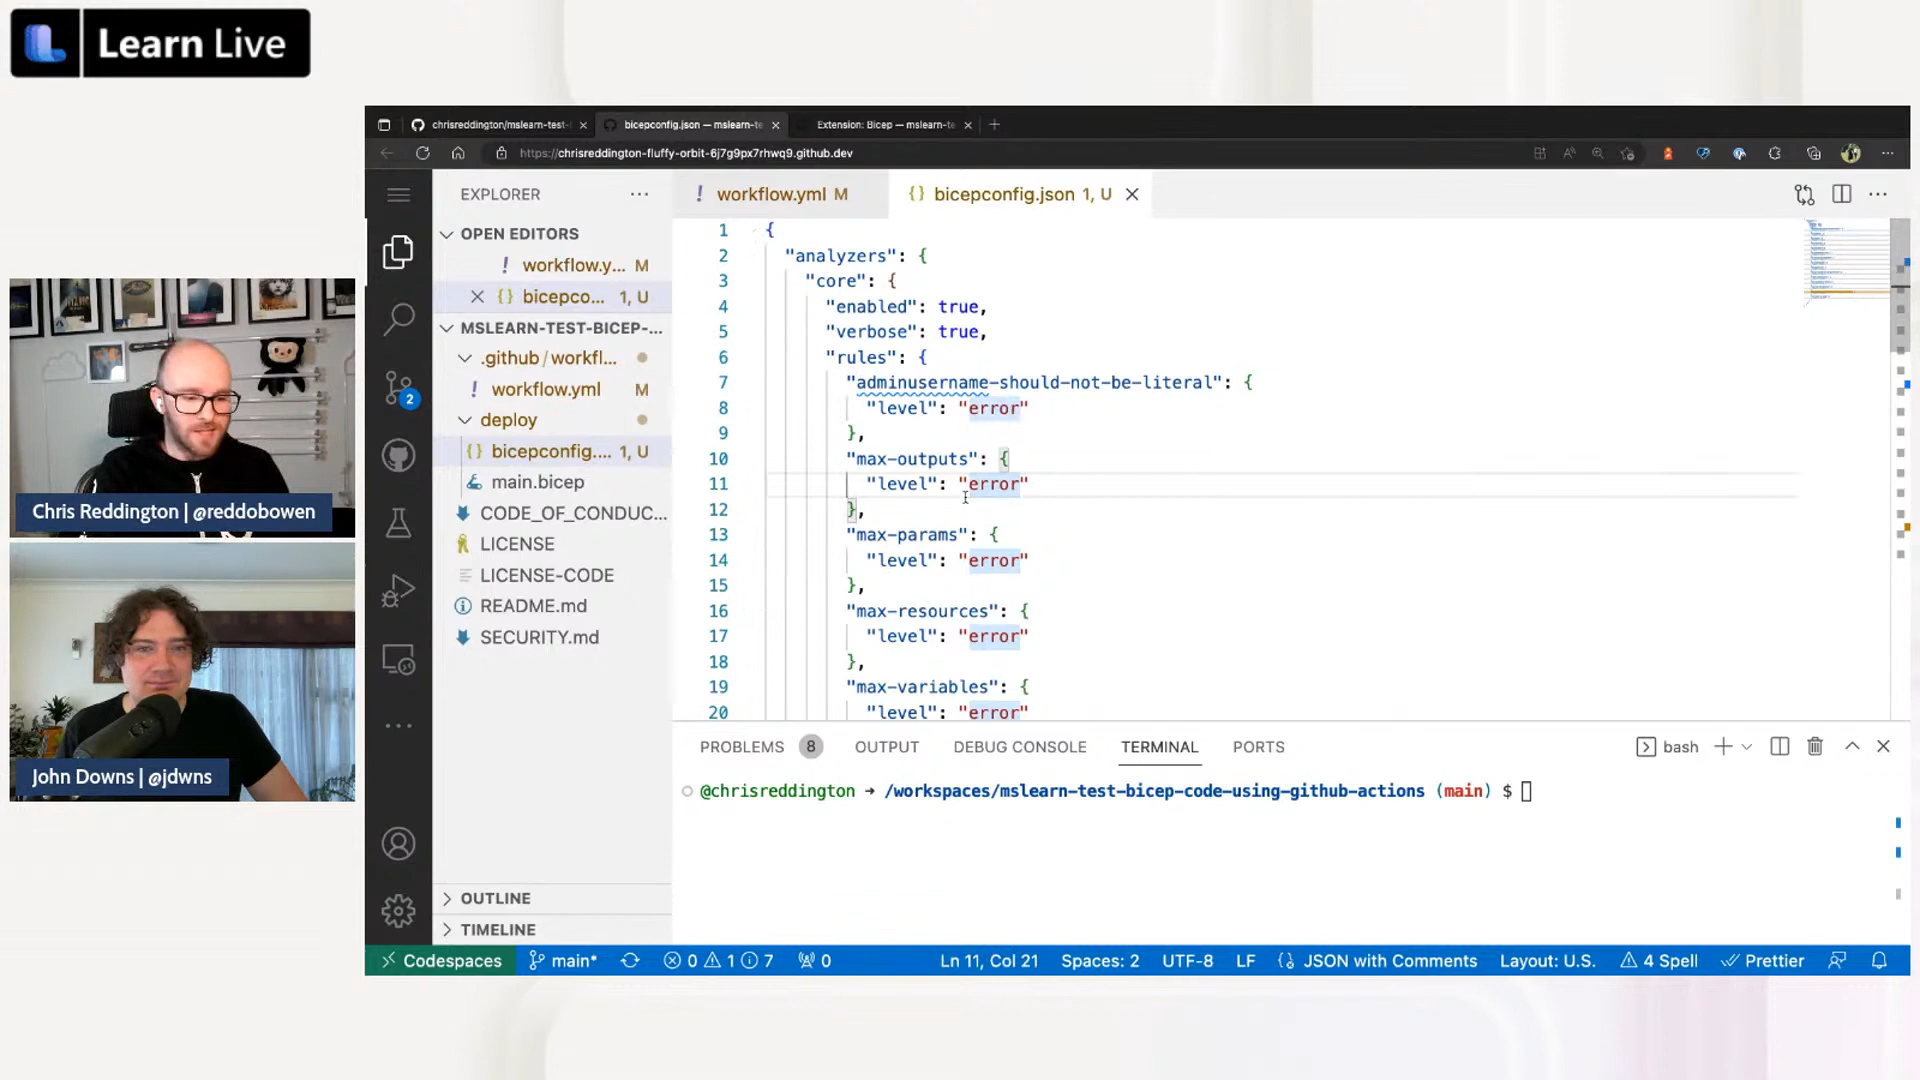 Learn Live
chrisreddington/mslearn-test-
bicepconfig.json — mslearn-te
Extension: Bicep — mslearn-te
https://chrisreddington-fluffy-orbit-6j7g9px7rhwq9.github.dev
EXPLORER
OPEN EDITORS
workflow.y... M
bicepco... 1, U
MSLEARN-TEST-BICEP-...
.github / workfl...
workflow.yml M
deploy
bicepconfig.... 1, U
main.bicep
CODE_OF_CONDUC...
LICENSE
LICENSE-CODE
README.md
SECURITY.md
OUTLINE
TIMELINE
2
workflow.yml M
bicepconfig.json 1, U
1 {
2 "analyzers": {
3 "core": {
4 "enabled": true,
5 "verbose": true,
6 "rules": {
7 "adminusername-should-not-be-literal": {
8 "level": "error"
9 },
10 "max-outputs": {
11 "level": "error"
12 },
13 "max-params": {
14 "level": "error"
15 },
16 "max-resources": {
17 "level": "error"
18 },
19 "max-variables": {
20 "level": "error"
PROBLEMS 8 OUTPUT DEBUG CONSOLE TERMINAL PORTS
bash
@chrisreddington → /workspaces/mslearn-test-bicep-code-using-github-actions (main) $
Codespaces main* 0 1 7 0 Ln 11, Col 21 Spaces: 2 UTF-8 LF JSON with Comments Layout: U.S. 4 Spell Prettier
Chris Reddington | @reddobowen
John Downs | @jdwns